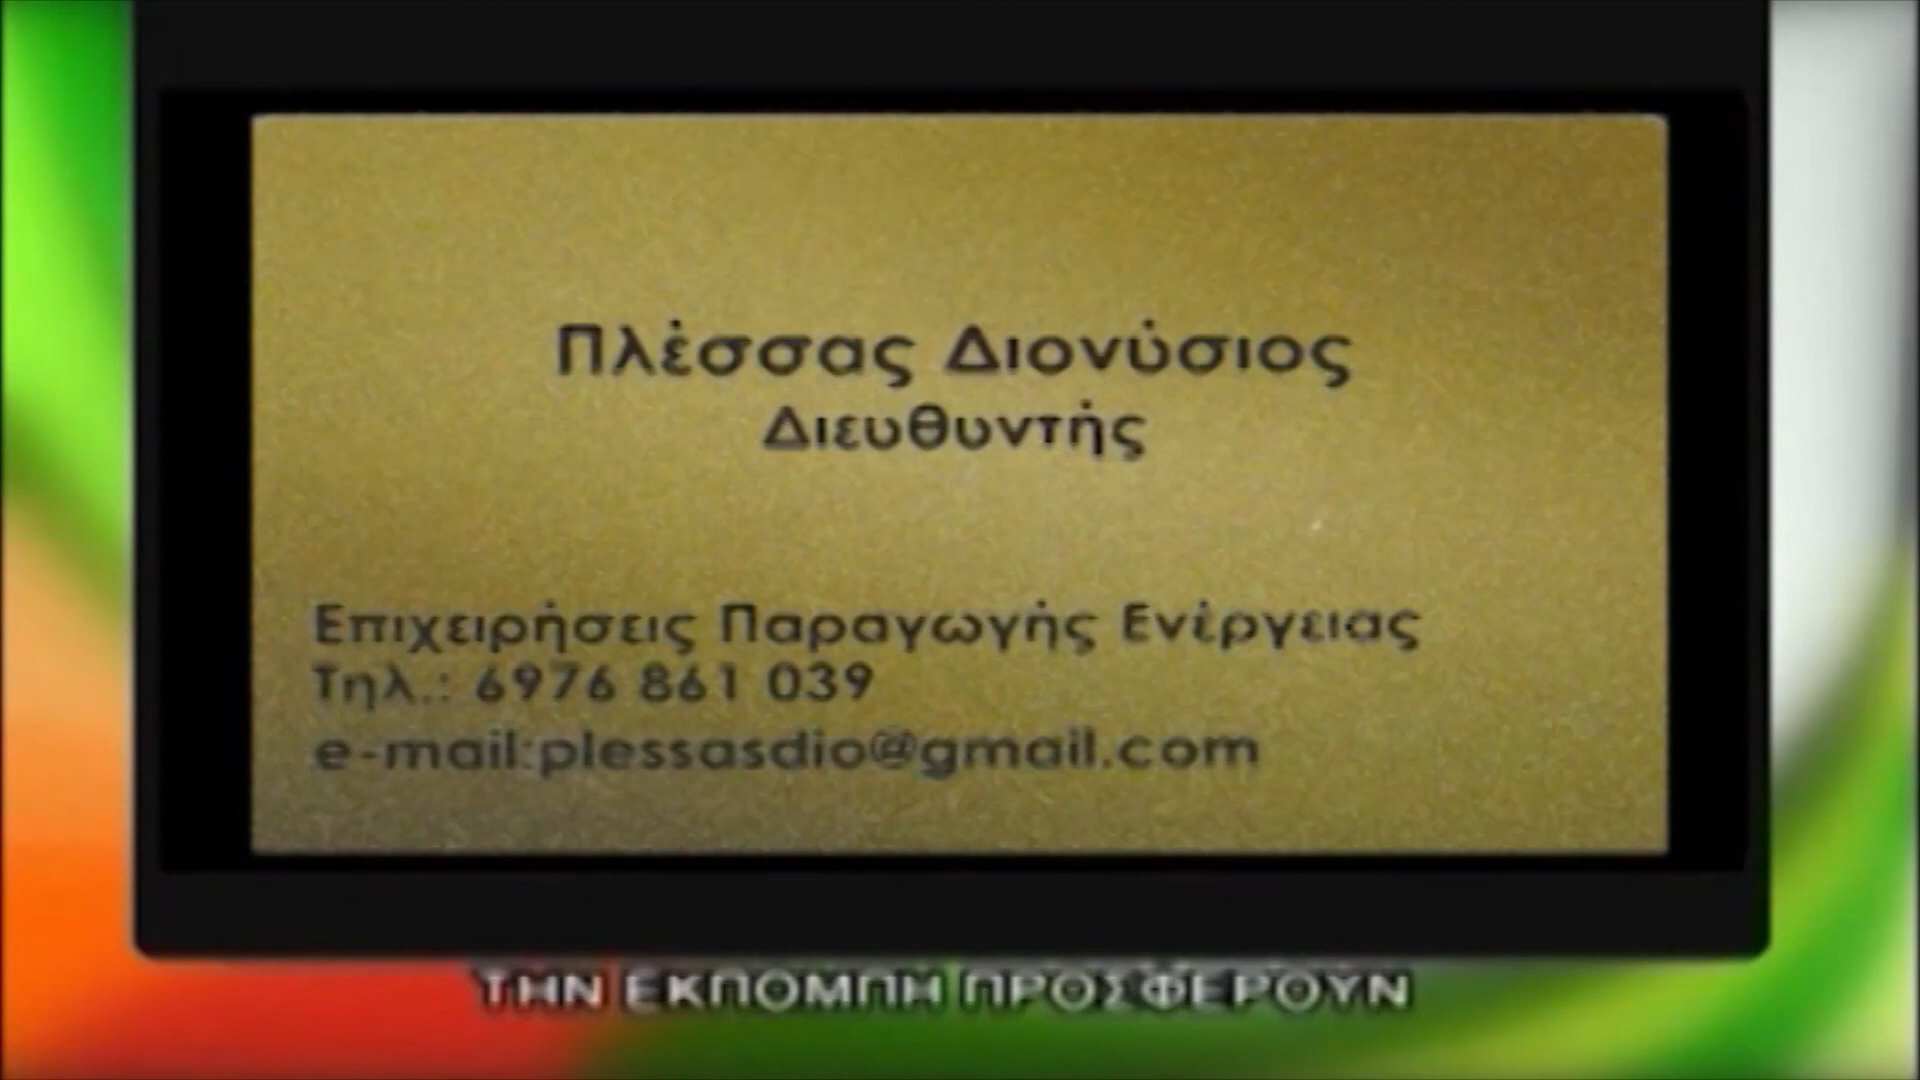 Πλέσσας Διονύσιος
Διευθυντής
Επιχειρήσεις Παραγωγής Ενέργειας
Τηλ.: 6976 861 039
e-mail:plessasdio@gmail.com
ΤΗΝ ΕΚΠΟΜΠΗ ΠΡΟΣΦΕΡΟΥΝ